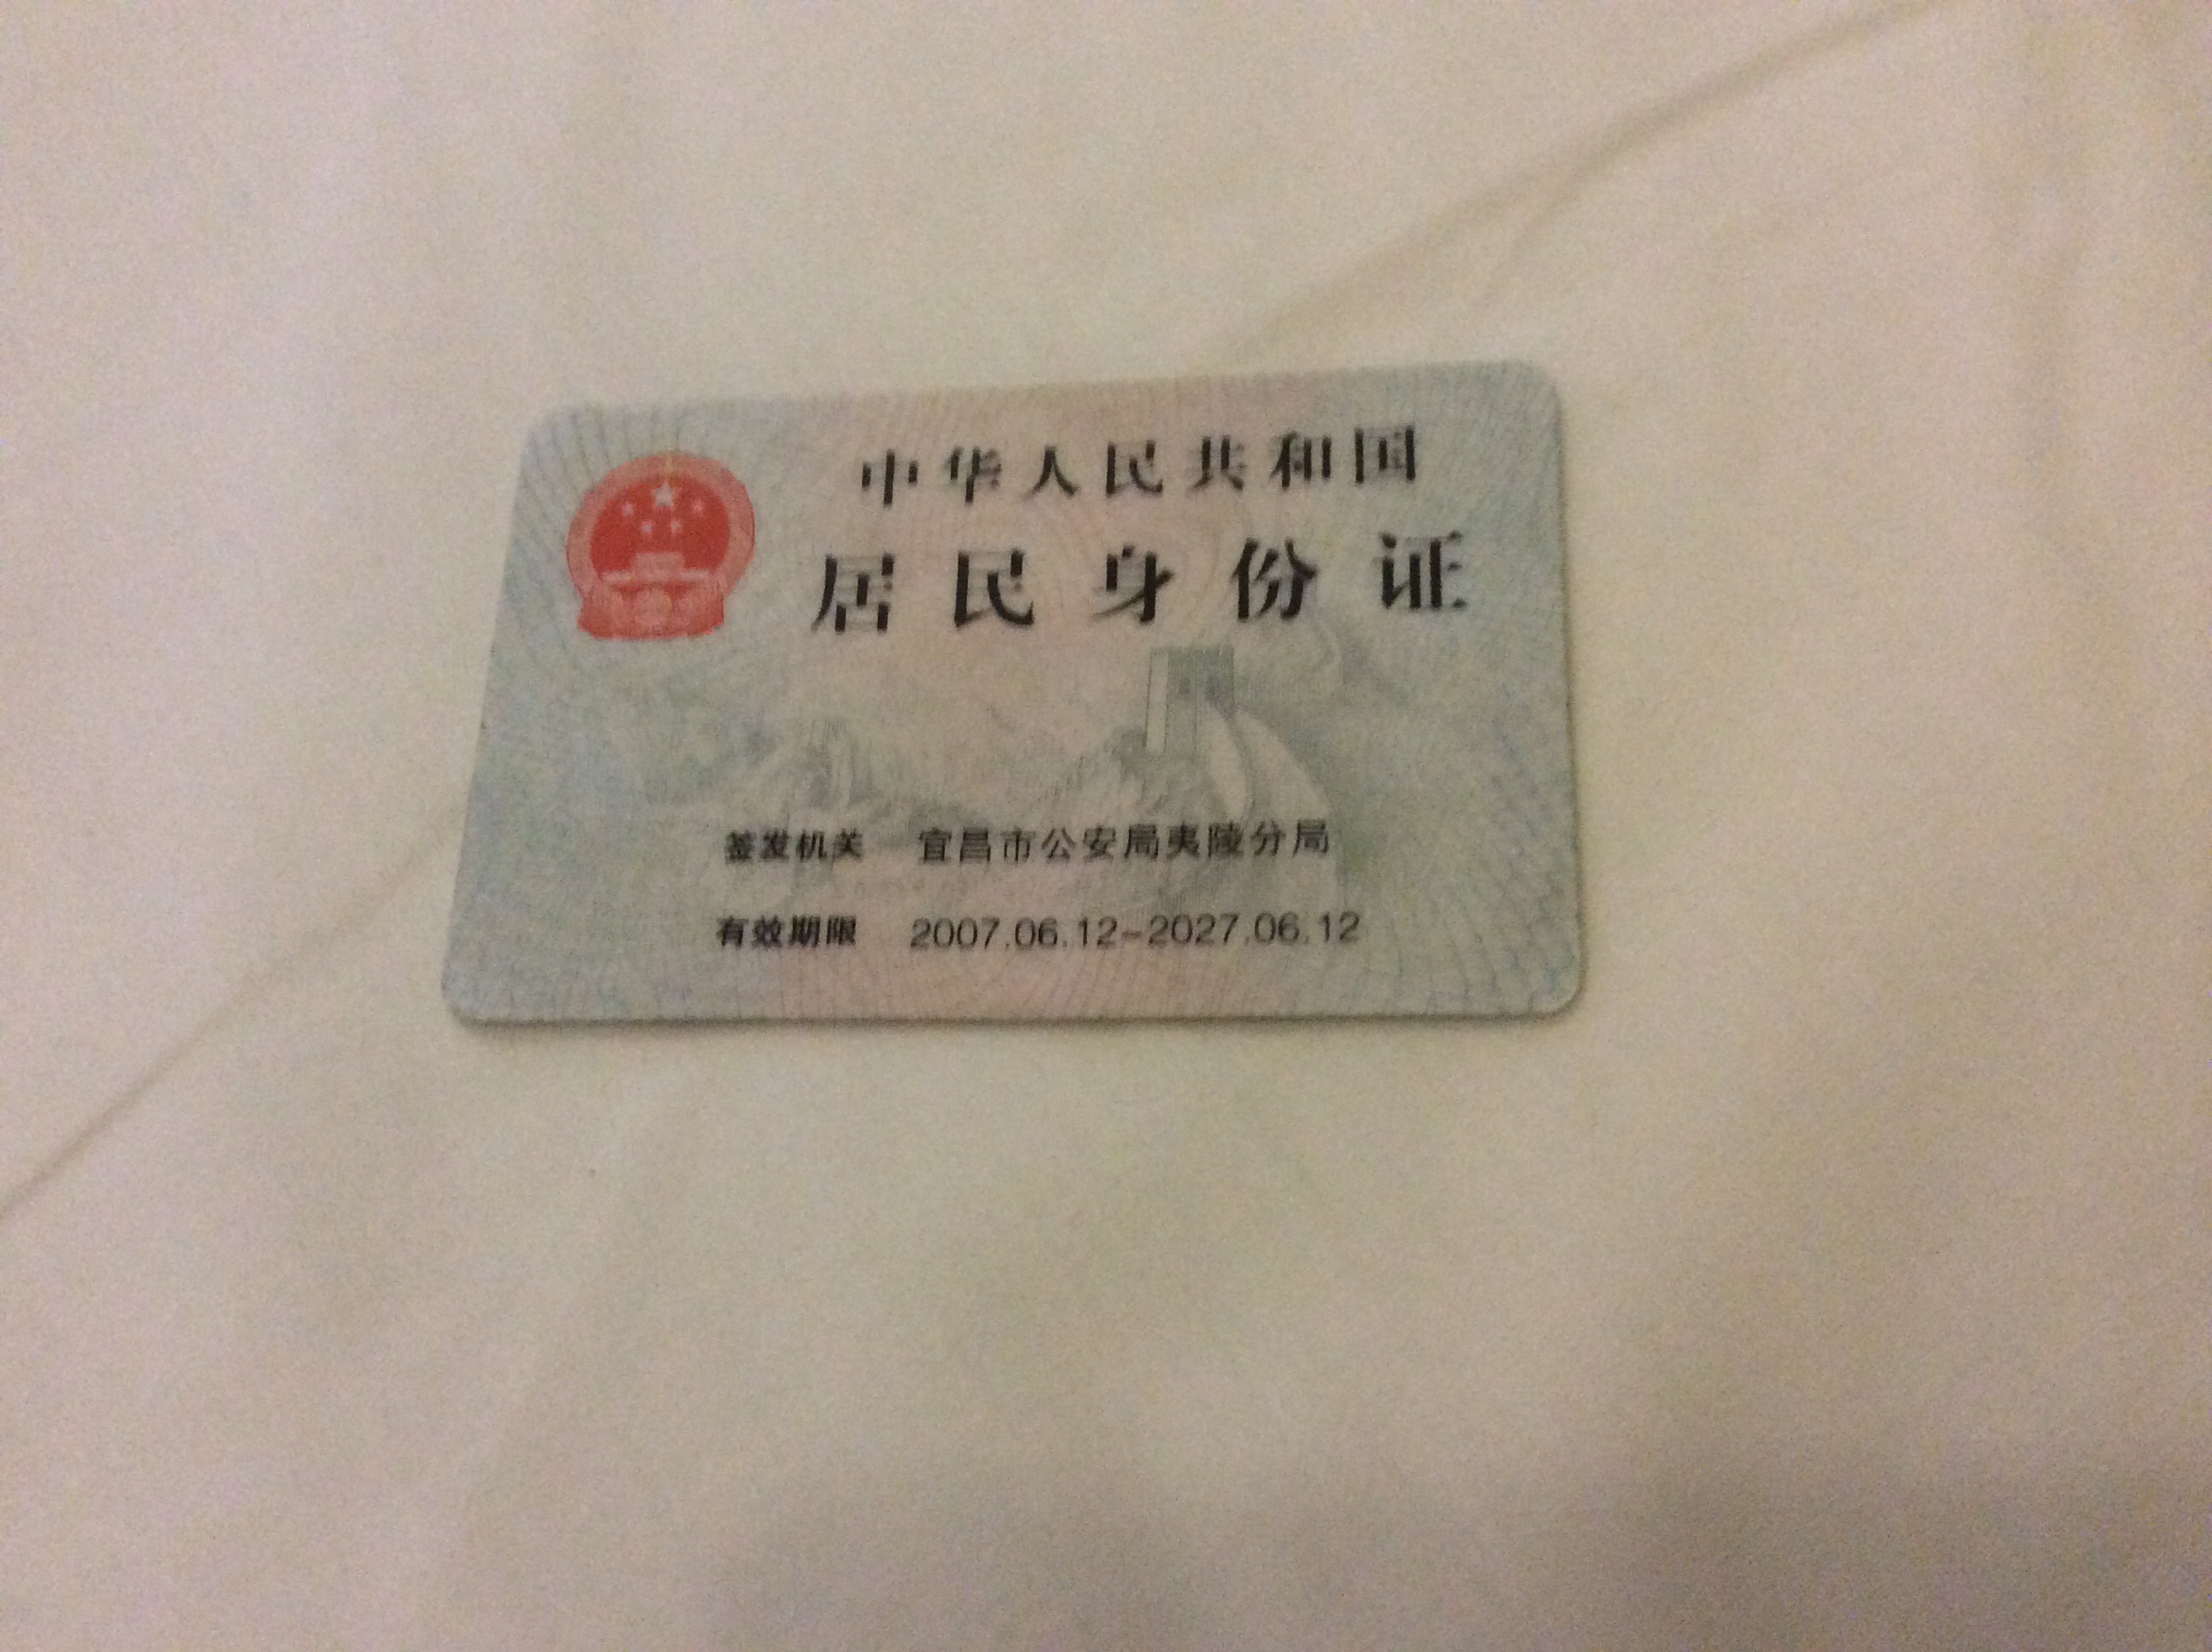 中华人民共和国
居民身份证
签发机关 宜昌市公安局夷陵分局
有效期限 2007.06.12-2027.06.12